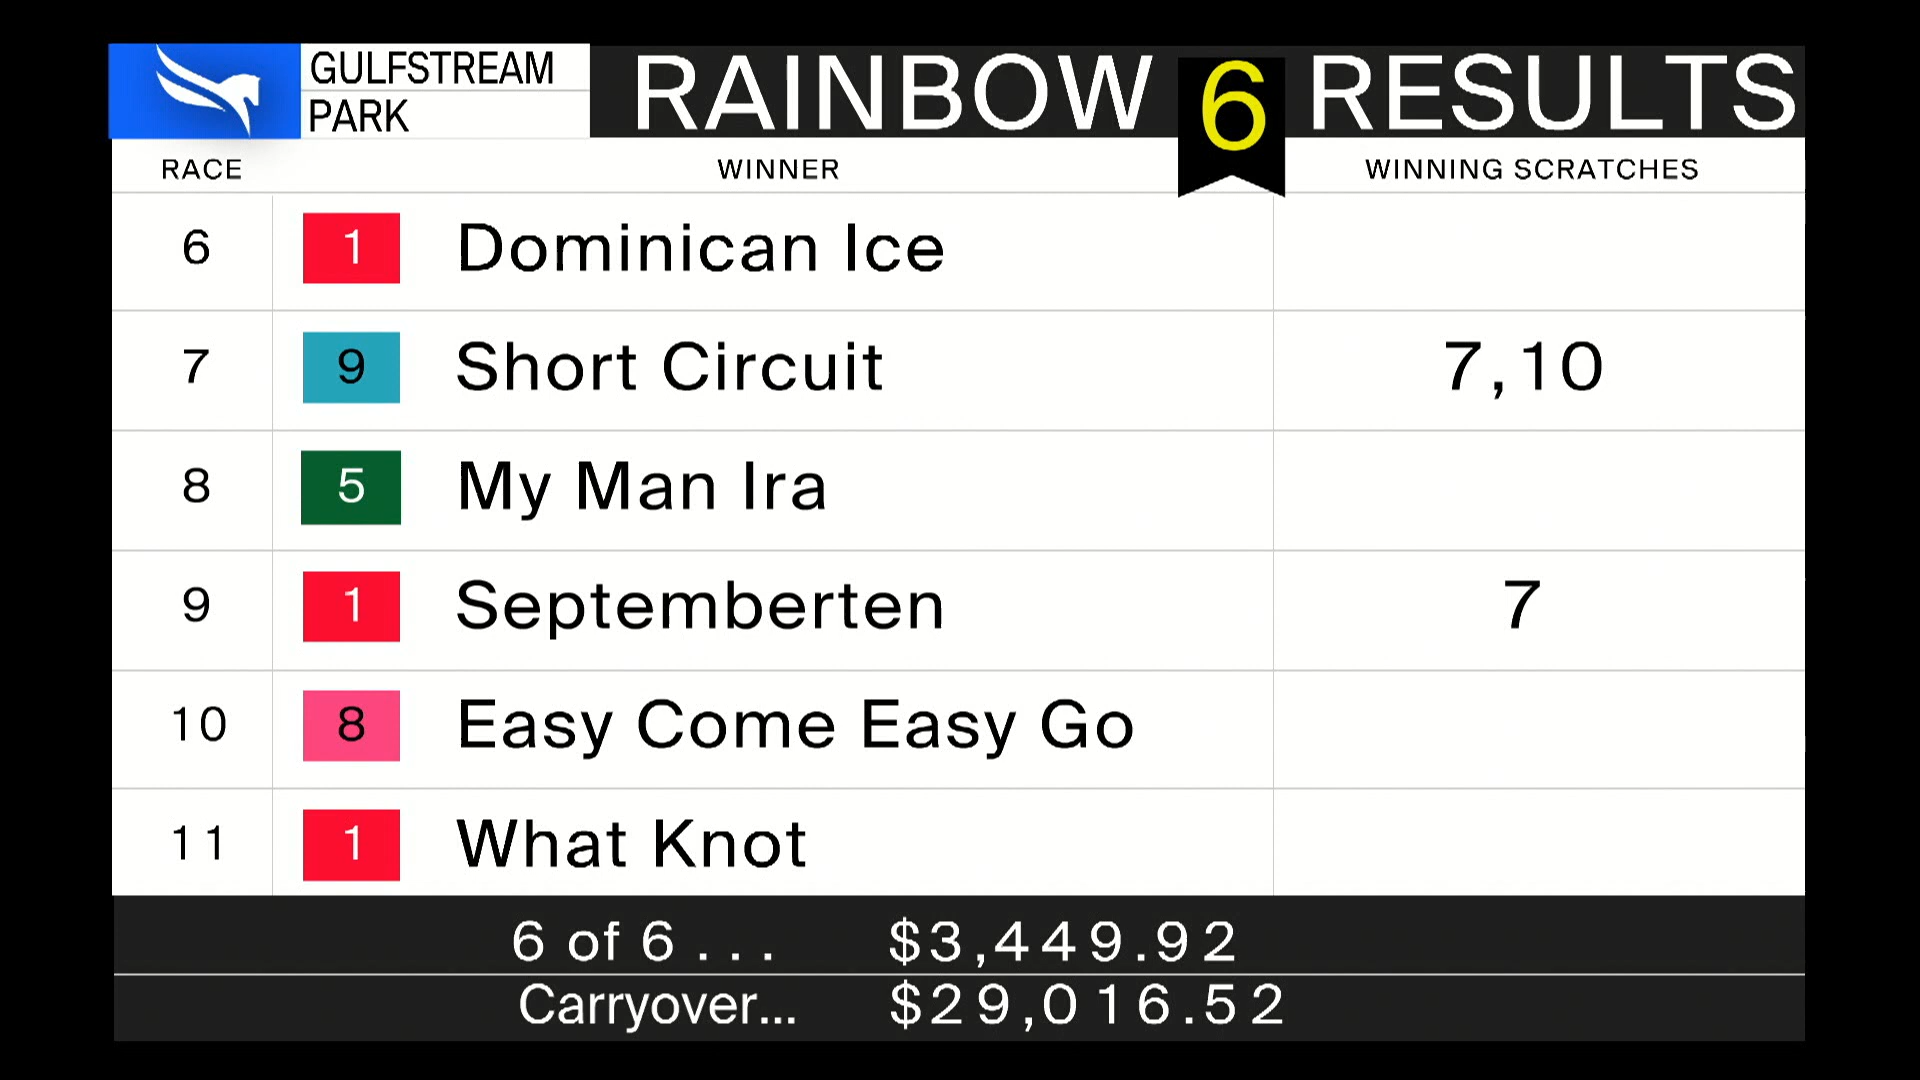 GULFSTREAM
PARK
RAINBOW 6 RESULTS
RACE WINNER WINNING SCRATCHES
6 1 Dominican Ice
7 9 Short Circuit 7,10
8 5 My Man Ira
9 1 Septemberten 7
10 8 Easy Come Easy Go
11 1 What Knot
6 of 6 ... $3,449.92
Carryover... $29,016.52